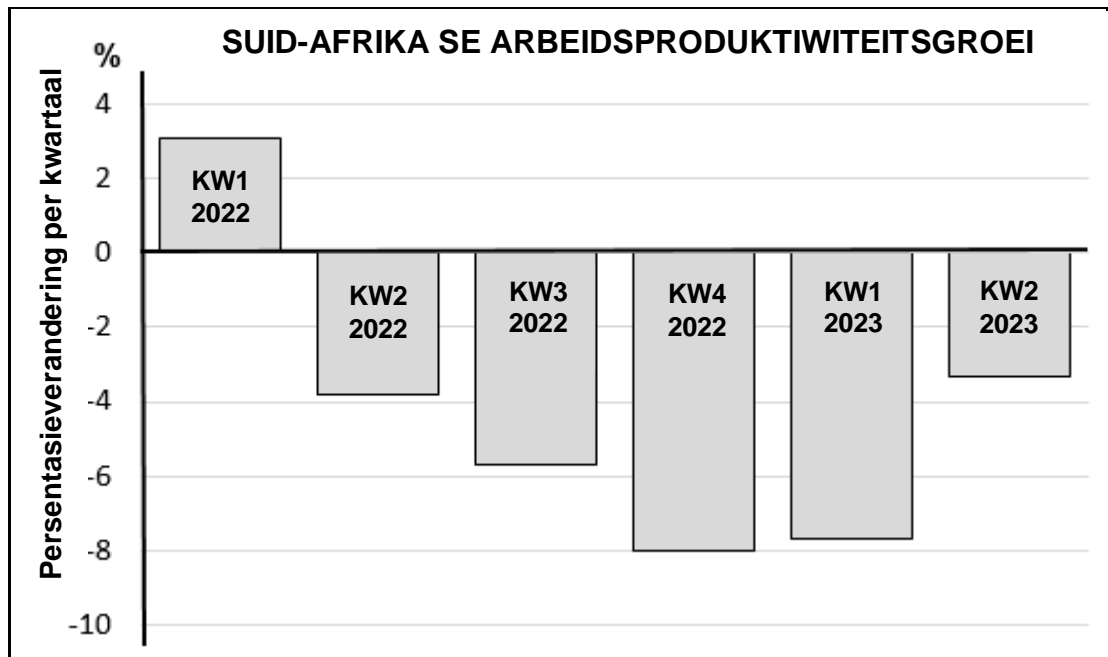 SUID-AFRIKA SE ARBEIDSPRODUKTIWITEITSGROEI
%
Persentasieverandering per kwartaal
4
2
0
-2
-4
-6
-8
-10
KW1
2022
KW2
2022
KW3
2022
KW4
2022
KW1
2023
KW2
2023